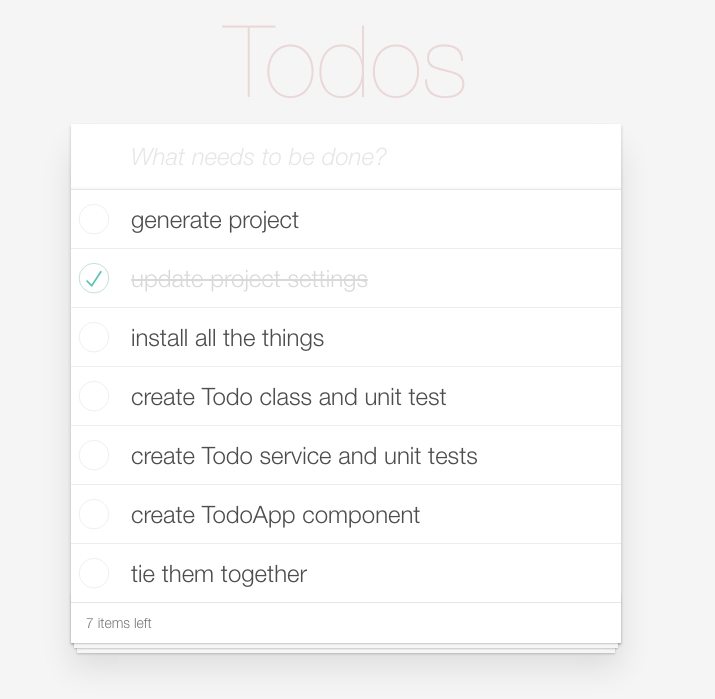 Todos
What needs to be done?
generate project
update project settings
install all the things
create Todo class and unit test
create Todo service and unit tests
create TodoApp component
tie them together
7 items left